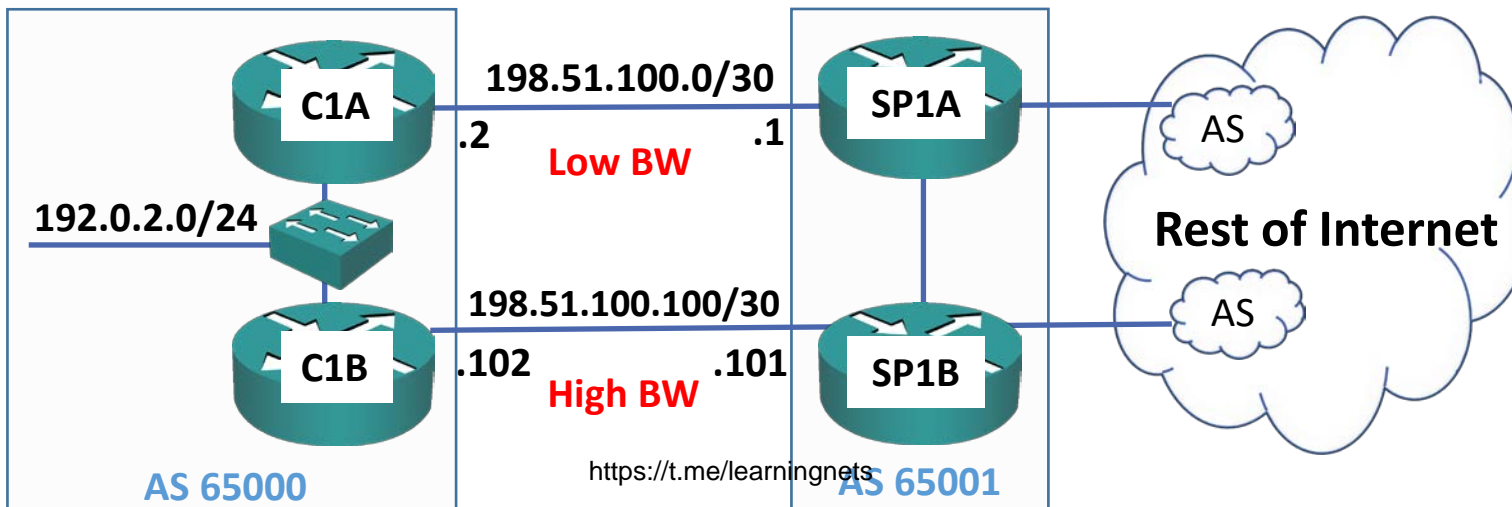 C1A
198.51.100.0/30
SP1A
AS
.2
.1
Low BW
192.0.2.0/24
Rest of Internet
198.51.100.100/30
AS
C1B
.102
.101
SP1B
High BW
https://t.me/learningnets
AS 65000
AS 65001